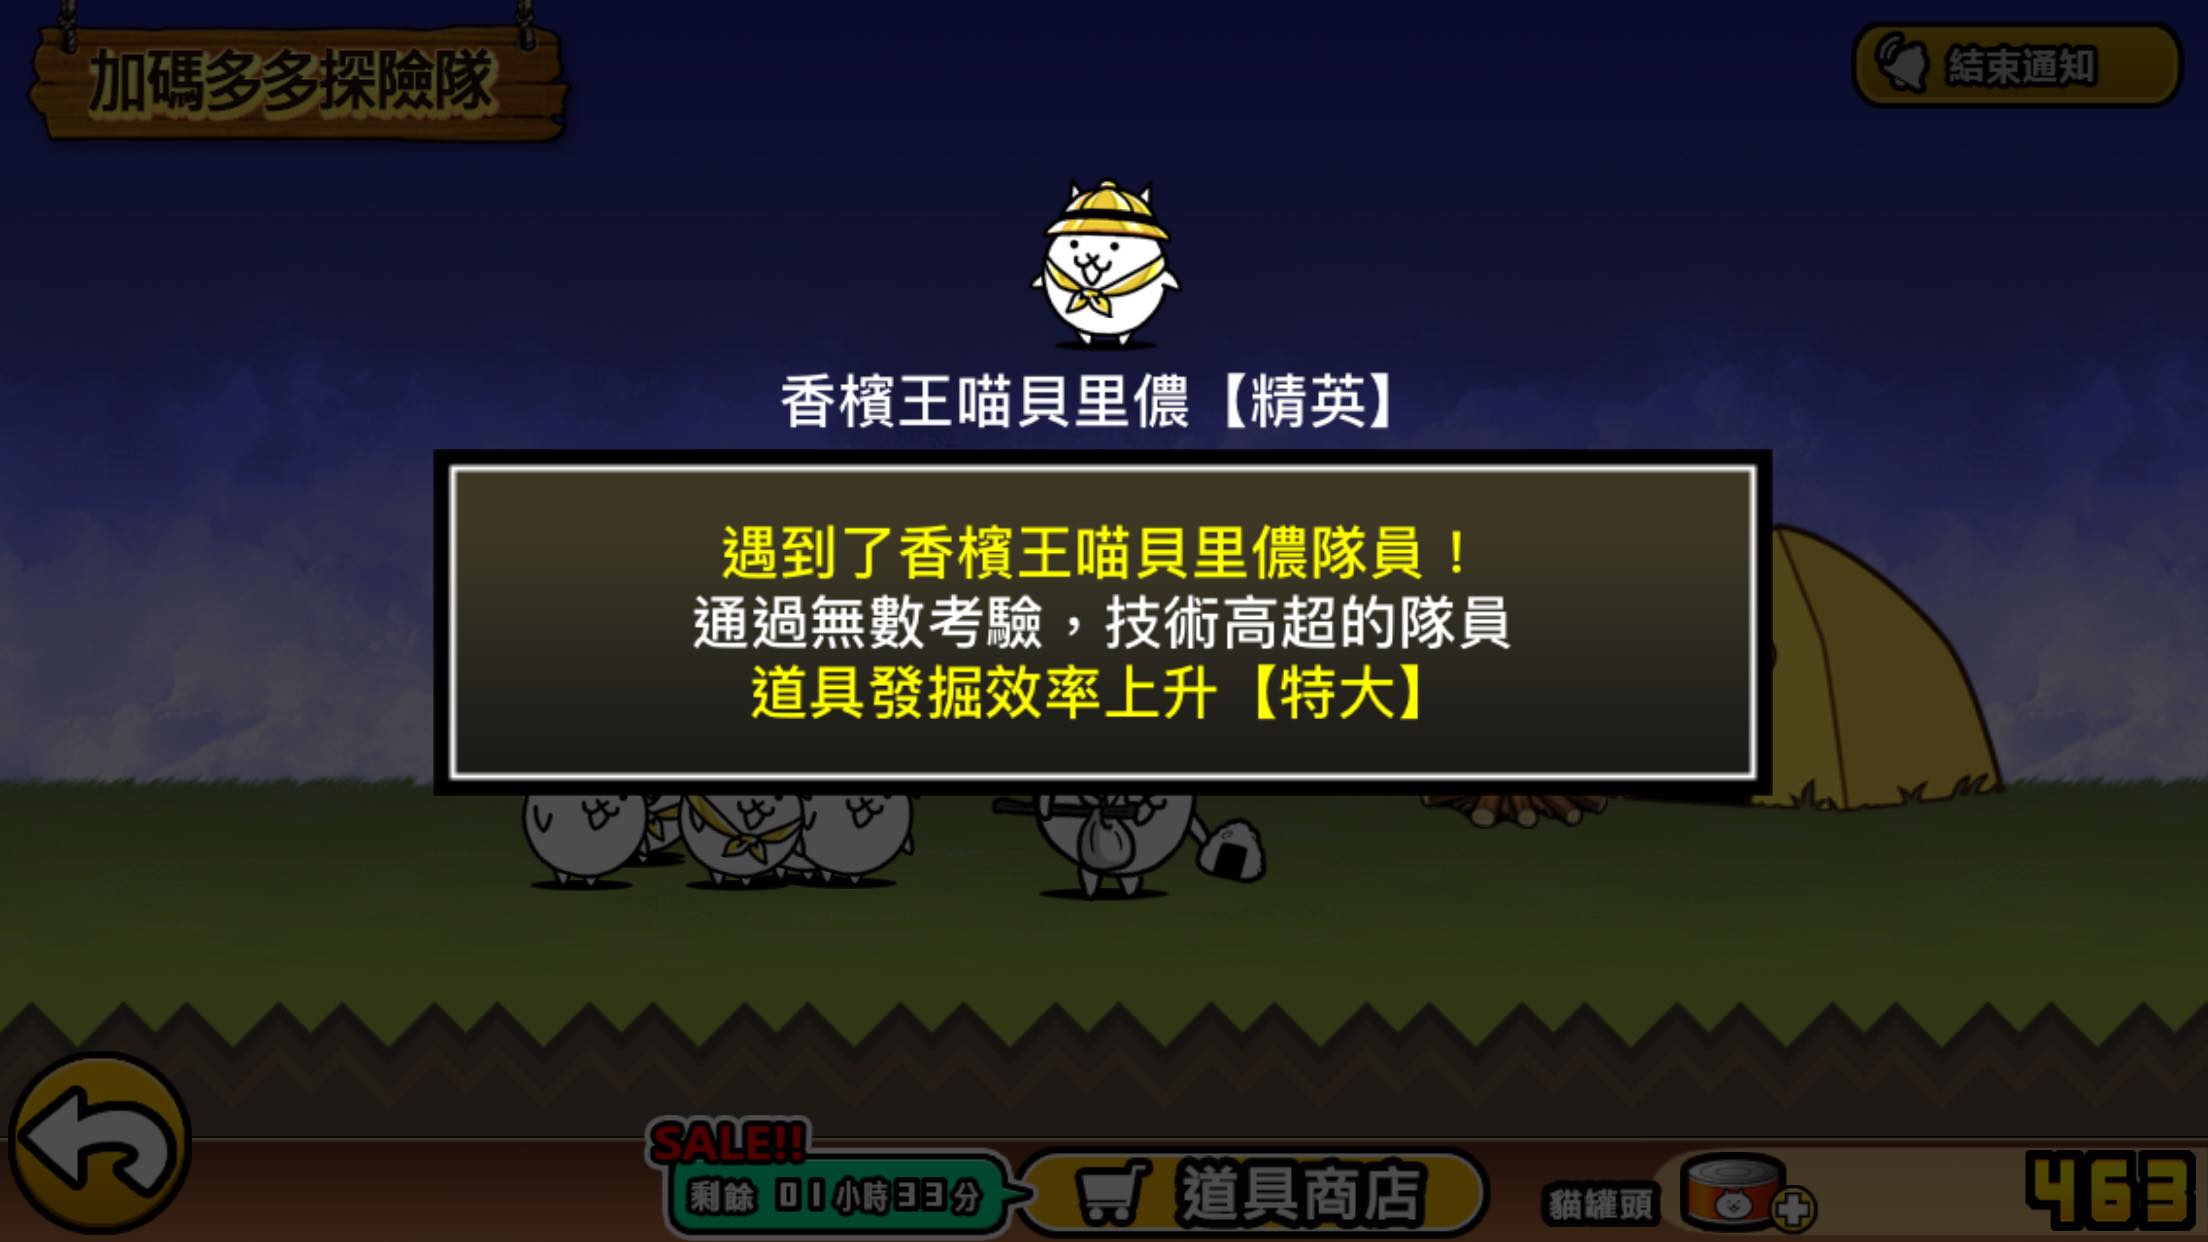 加碼多多探險隊
結束通知
香檳王喵貝里儂【精英】
遇到了香檳王喵貝里儂隊員！
通過無數考驗，技術高超的隊員
道具發掘效率上升【特大】
SALE!!
剩餘 01小時33分
道具商店
貓罐頭
463